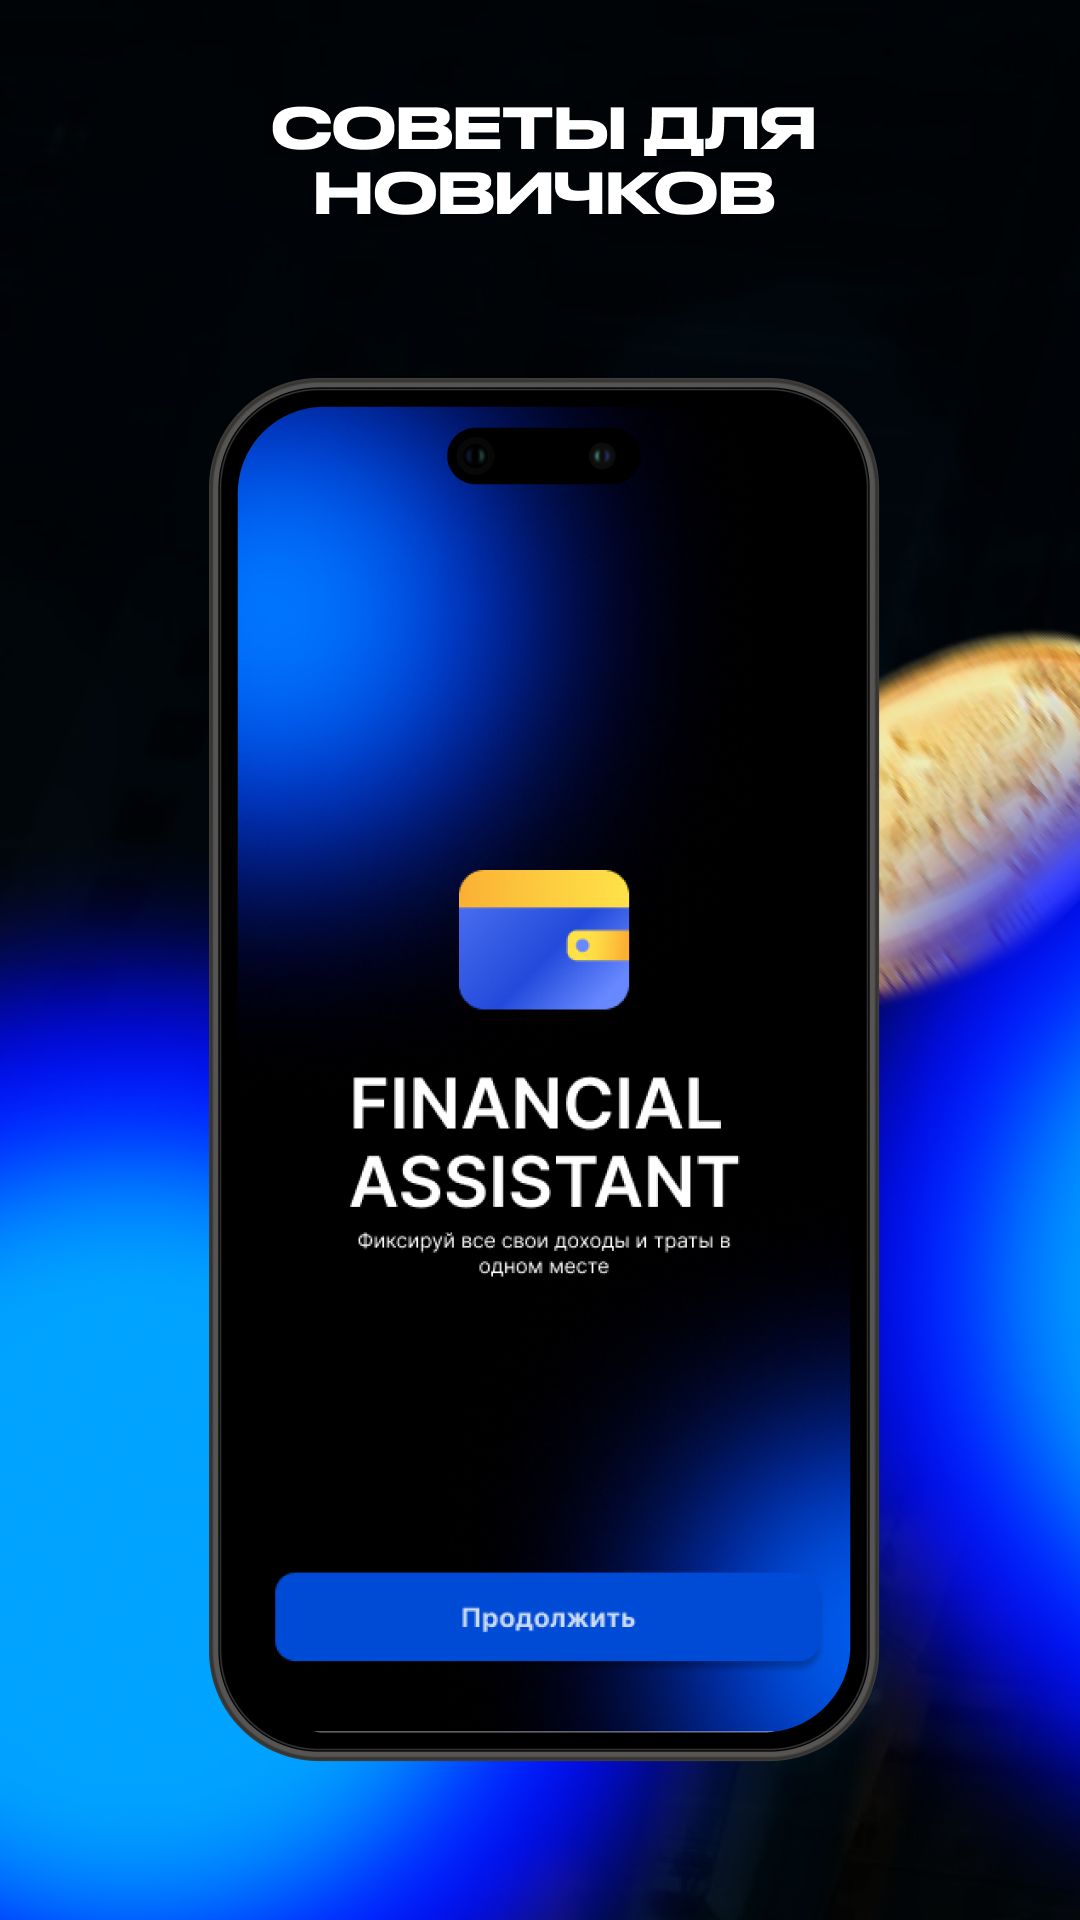 СОВЕТЫ ДЛЯ
НОВИЧКОВ
FINANCIAL
ASSISTANT
Фиксируй все свои доходы и траты в
одном месте
Продолжить